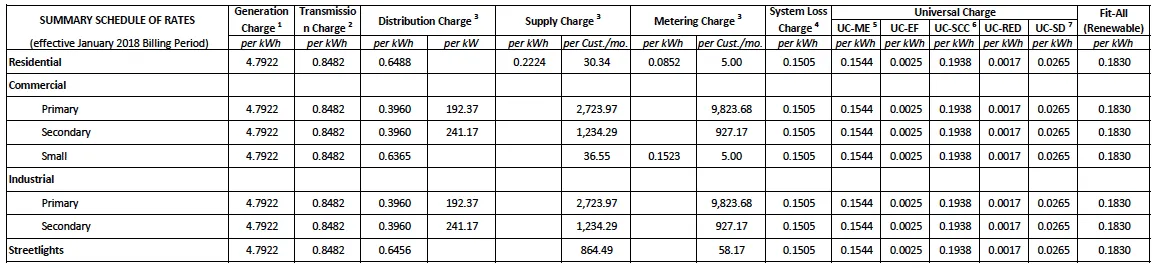 SUMMARY SCHEDULE OF RATES
(effective January 2018 Billing Period)
Generation Charge 1 Transmissio n Charge 2 Distribution Charge 3 Supply Charge 3 Metering Charge 3 System Loss Charge 4 Universal Charge Fit-All (Renewable)
UC-ME 5 UC-EF UC-SCC 6 UC-RED UC-SD 7
per kWh per kWh per kWh per kW per kWh per Cust./mo. per kWh per Cust./mo. per kWh per kWh per kWh per kWh per kWh per kWh per kWh
Residential 4.7922 0.8482 0.6488 0.2224 30.34 0.0852 5.00 0.1505 0.1544 0.0025 0.1938 0.0017 0.0265 0.1830
Commercial
Primary 4.7922 0.8482 0.3960 192.37 2,723.97 9,823.68 0.1505 0.1544 0.0025 0.1938 0.0017 0.0265 0.1830
Secondary 4.7922 0.8482 0.3960 241.17 1,234.29 927.17 0.1505 0.1544 0.0025 0.1938 0.0017 0.0265 0.1830
Small 4.7922 0.8482 0.6365 36.55 0.1523 5.00 0.1505 0.1544 0.0025 0.1938 0.0017 0.0265 0.1830
Industrial
Primary 4.7922 0.8482 0.3960 192.37 2,723.97 9,823.68 0.1505 0.1544 0.0025 0.1938 0.0017 0.0265 0.1830
Secondary 4.7922 0.8482 0.3960 241.17 1,234.29 927.17 0.1505 0.1544 0.0025 0.1938 0.0017 0.0265 0.1830
Streetlights 4.7922 0.8482 0.6456 864.49 58.17 0.1505 0.1544 0.0025 0.1938 0.0017 0.0265 0.1830